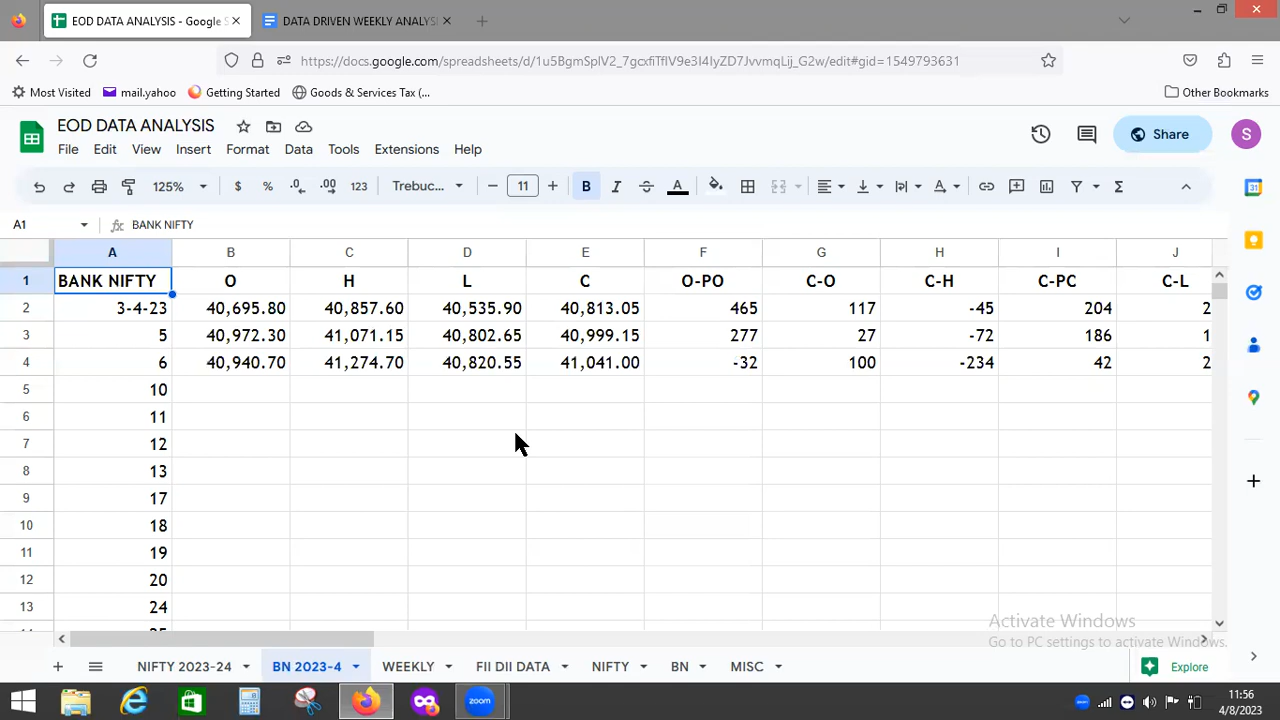 EOD DATA ANALYSIS - Google S
DATA DRIVEN WEEKLY ANALYS
https://docs.google.com/spreadsheets/d/1u5BgmSplV2_7gcxfiTflV9e3I4IyZD7JvvmqLij_G2w/edit#gid=1549793631
Most Visited mail.yahoo Getting Started Goods & Services Tax (... Other Bookmarks
EOD DATA ANALYSIS
Share S
File Edit View Insert Format Data Tools Extensions Help
125% $ % .0 .00 123 Trebuc... 11 B I A
31
A1 fx BANK NIFTY
A B C D E F G H I J
1 BANK NIFTY O H L C O-PO C-O C-H C-PC C-L
2 3-4-23 40,695.80 40,857.60 40,535.90 40,813.05 465 117 -45 204 2
3 5 40,972.30 41,071.15 40,802.65 40,999.15 277 27 -72 186 1
4 6 40,940.70 41,274.70 40,820.55 41,041.00 -32 100 -234 42 2
5 10
6 11
7 12
8 13
9 17
10 18
11 19
12 20
13 24
Activate Windows
Go to PC settings to activate Windows.
NIFTY 2023-24 BN 2023-4 WEEKLY FII DII DATA NIFTY BN MISC Explore
zoom
11:56
4/8/2023